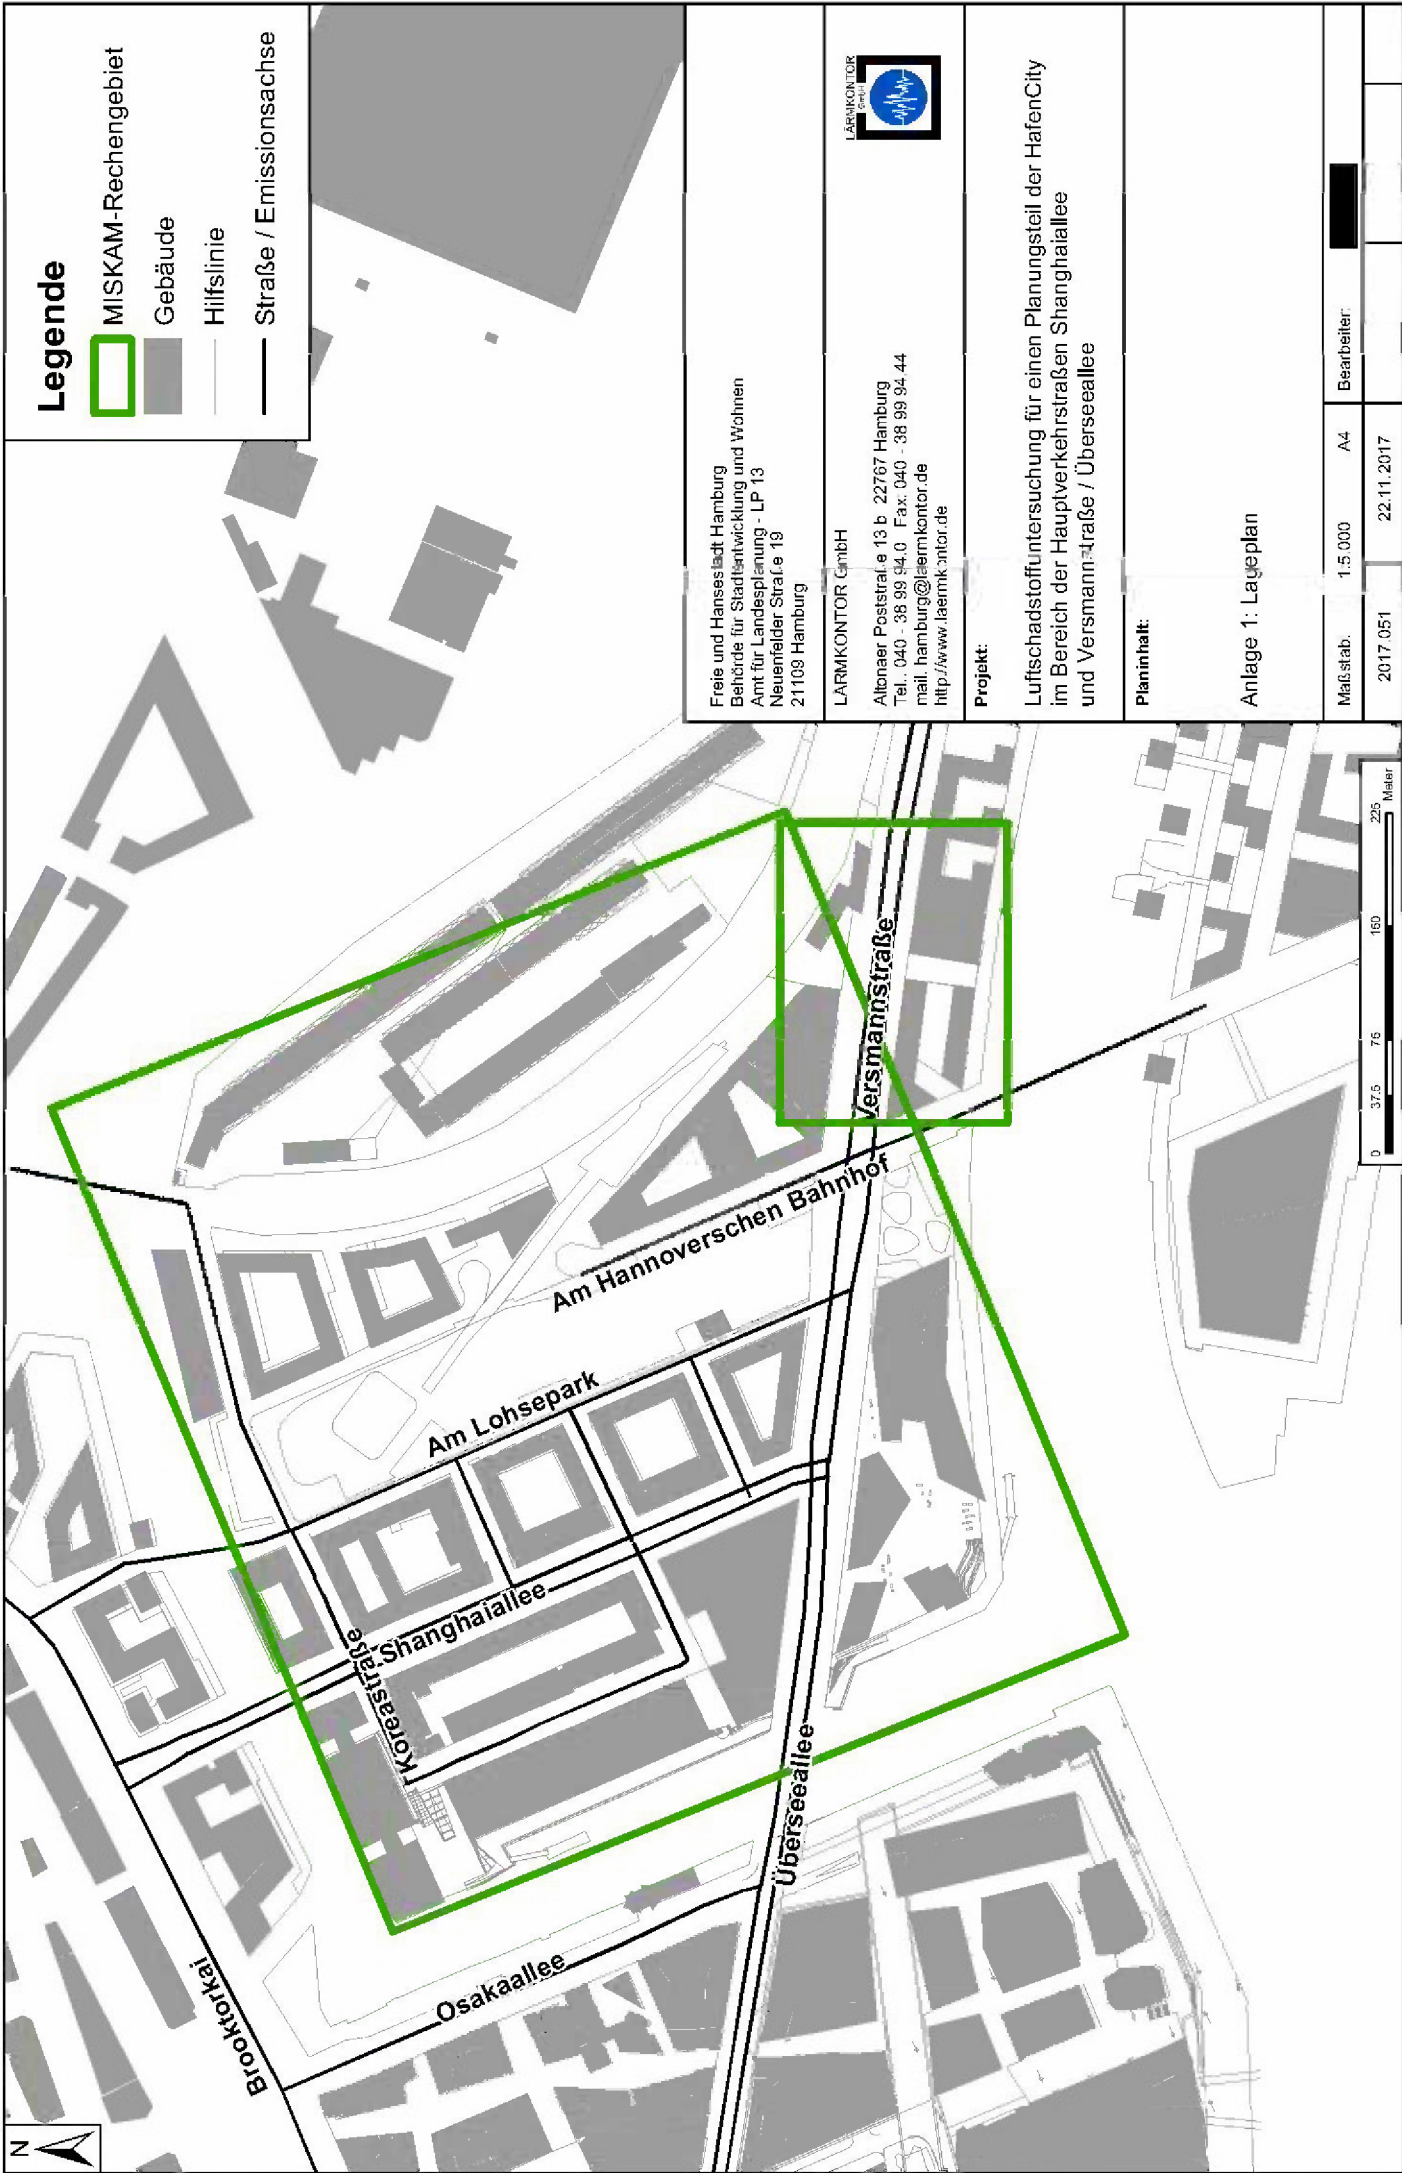 N
Brooktorkai
Osakaallee
Überseeallee
Koreastraße
Shanghaiallee
Am Lohsepark
Am Hannoverschen Bahnhof
Versmannstraße
Legende
MISKAM-Rechengebiet
Gebäude
Hilfslinie
Straße / Emissionsachse
Freie und Hansestadt Hamburg
Behörde für Stadtentwicklung und Wohnen
Amt für Landesplanung - LP 13
Neuenfelder Straße 19
21109 Hamburg
LÄRMKONTOR GmbH
Altonaer Poststraße 13 b 22767 Hamburg
Tel.: 040 - 38 99 94.0 Fax: 040 - 38 99 94.44
mail: hamburg@laermkontor.de
http://www.laermkontor.de
LÄRMKONTOR
GmbH
Projekt:
Luftschadstoffuntersuchung für einen Planungsteil der HafenCity
im Bereich der Hauptverkehrstraßen Shanghaiallee
und Versmannstraße / Überseeallee
Planinhalt:
Anlage 1: Lageplan
Maßstab: 1:5.000 A4 Bearbeiter:
2017.051 22.11.2017
0 37,5 75 150 225
Meter